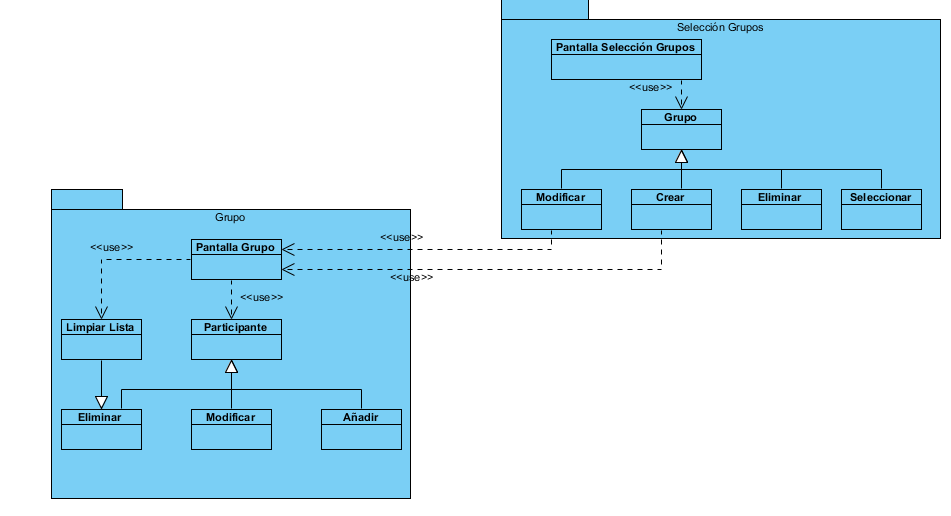 Selección Grupos
Pantalla Selección Grupos
<<use>>
Grupo
Modificar
Crear
Eliminar
Seleccionar
Grupo
<<use>>
<<use>>
Pantalla Grupo
<<use>>
<<use>>
Limpiar Lista
Participante
Eliminar
Modificar
Añadir